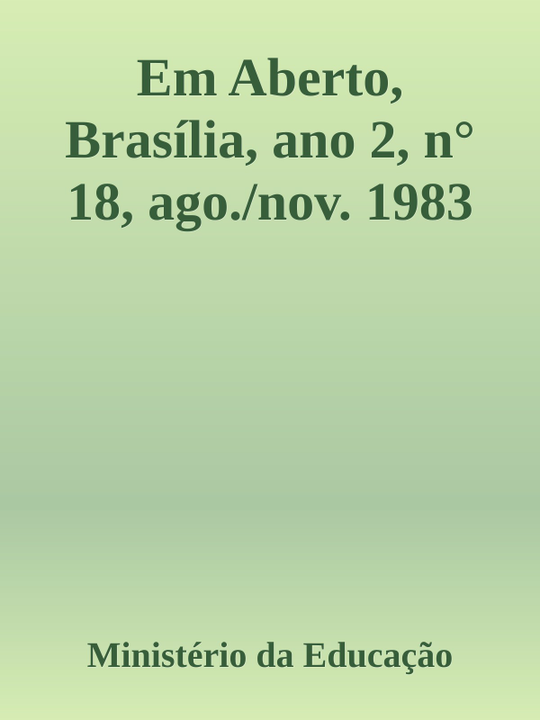 Em Aberto,
Brasília, ano 2, n°
18, ago./nov. 1983
Ministério da Educação